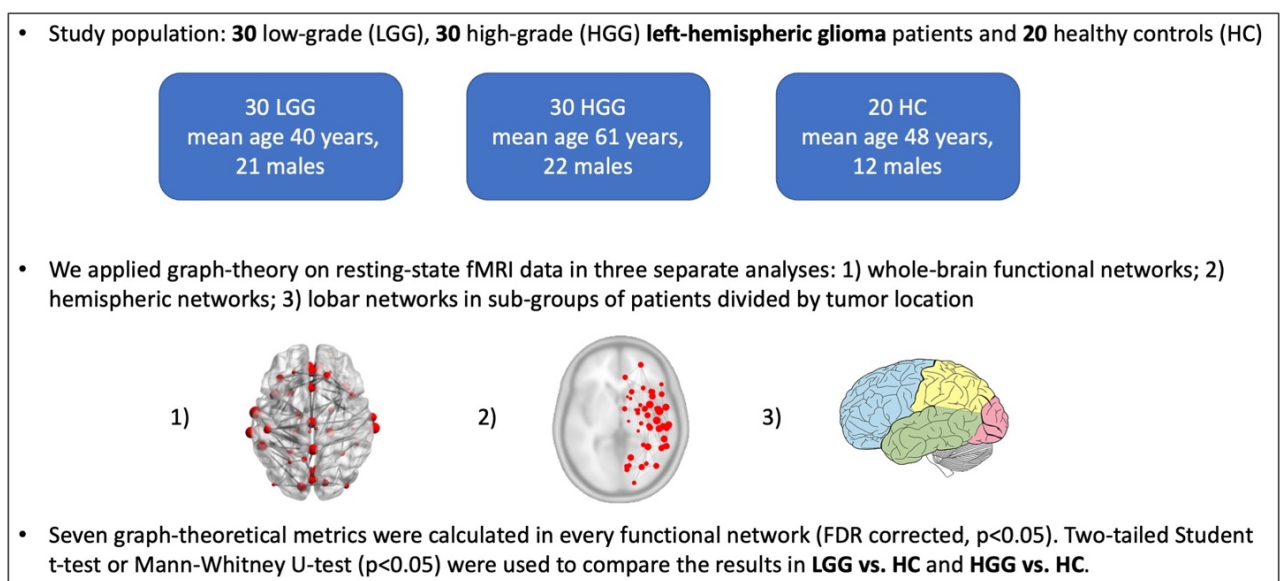 • Study population: 30 low-grade (LGG), 30 high-grade (HGG) left-hemispheric glioma patients and 20 healthy controls (HC)
30 LGG
mean age 40 years,
21 males
30 HGG
mean age 61 years,
22 males
20 HC
mean age 48 years,
12 males
• We applied graph-theory on resting-state fMRI data in three separate analyses: 1) whole-brain functional networks; 2)
hemispheric networks; 3) lobar networks in sub-groups of patients divided by tumor location
1)
2)
3)
• Seven graph-theoretical metrics were calculated in every functional network (FDR corrected, p<0.05). Two-tailed Student
t-test or Mann-Whitney U-test (p<0.05) were used to compare the results in LGG vs. HC and HGG vs. HC.